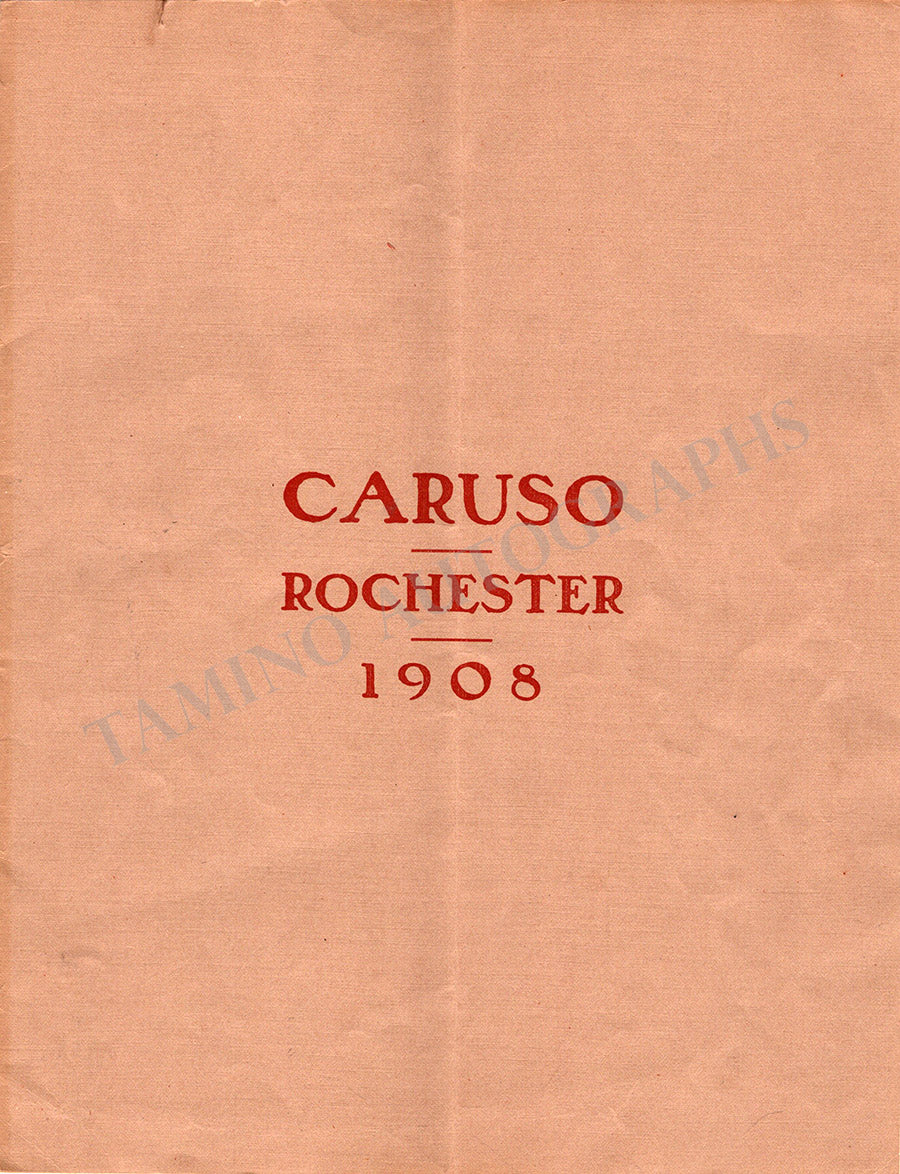 CARUSO
ROCHESTER
1908
TAMINO AUTOGRAPHS